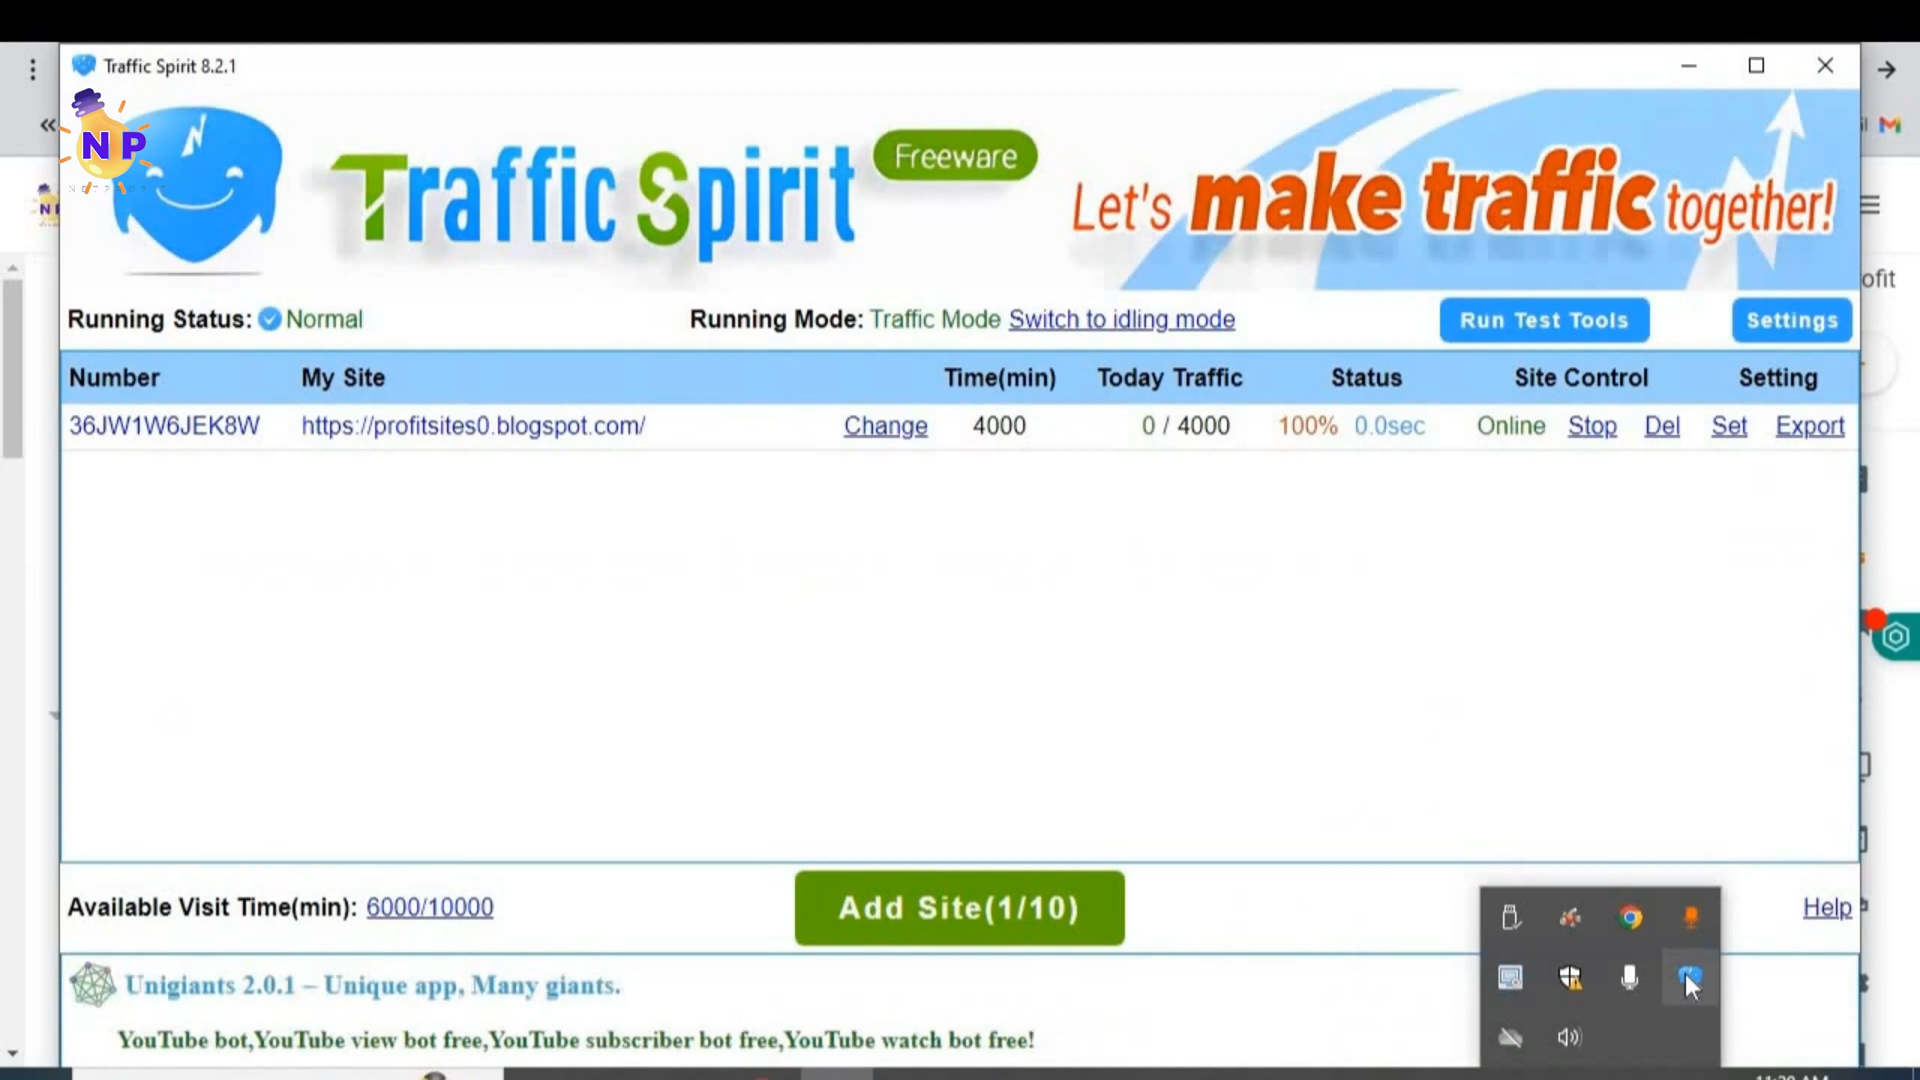 Traffic Spirit 8.2.1
NP
Traffic Spirit
Freeware
Let's make traffic together!
Running Status: Normal
Running Mode: Traffic Mode Switch to idling mode
Run Test Tools
Settings
Number My Site Time(min) Today Traffic Status Site Control Setting
36JW1W6JEK8W https://profitsites0.blogspot.com/ Change 4000 0 / 4000 100% 0.0sec Online Stop Del Set Export
ofit
Available Visit Time(min): 6000/10000
Add Site(1/10)
Help
Unigiants 2.0.1 – Unique app, Many giants.
YouTube bot,YouTube view bot free,YouTube subscriber bot free,YouTube watch bot free!